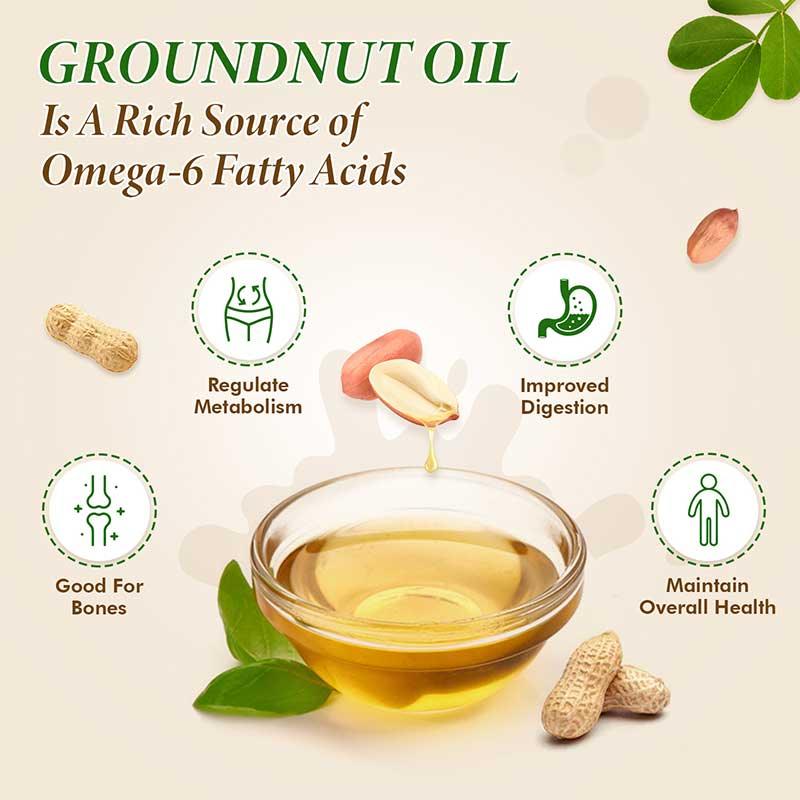 GROUNDNUT OIL
Is A Rich Source of
Omega-6 Fatty Acids
Regulate
Metabolism
Improved
Digestion
Good For
Bones
Maintain
Overall Health